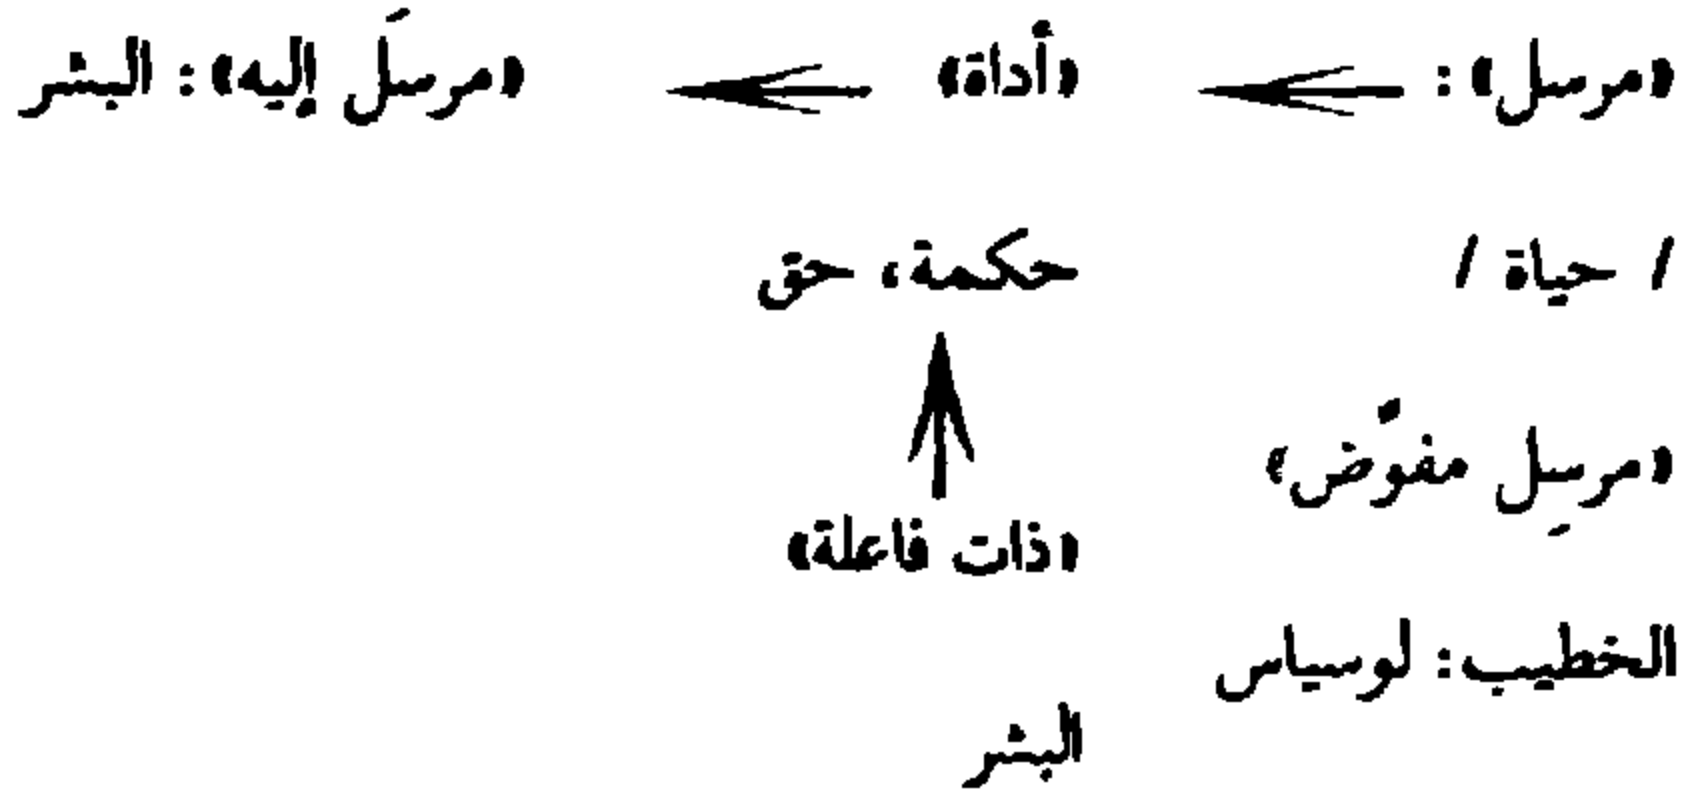 «مرسل»: «أداة» «مرسَل إليه»: البشر
/ حياة / حكمة، حق
«مرسِل مفوَّض»
«ذات فاعلة»
الخطيب: لوسياس
البشر